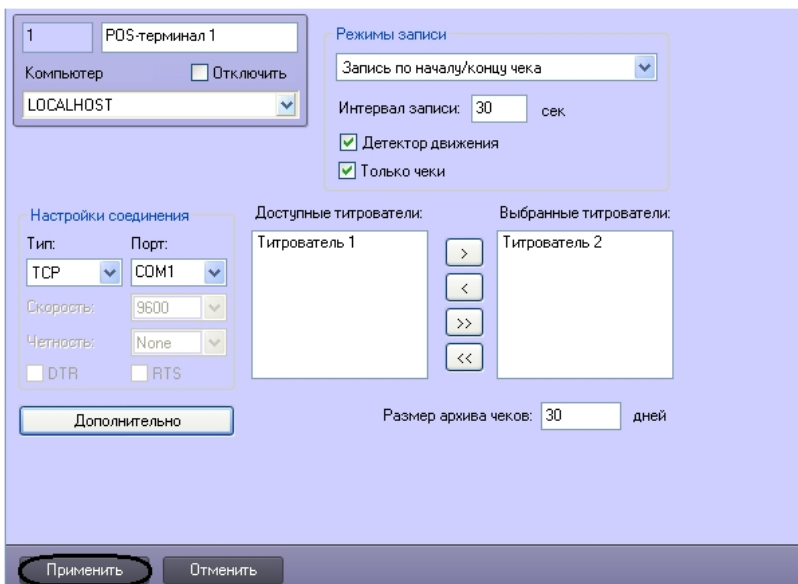 1 POS-терминал 1
Компьютер Отключить
LOCALHOST
Режимы записи
Запись по началу/концу чека
Интервал записи: 30 сек
Детектор движения
Только чеки
Настройки соединения
Тип: Порт:
TCP COM1
Скорость: 9600
Четность: None
DTR RTS
Дополнительно
Доступные титрователи:
Титрователь 1
>
<
>>
<<
Выбранные титрователи:
Титрователь 2
Размер архива чеков: 30 дней
Применить Отменить